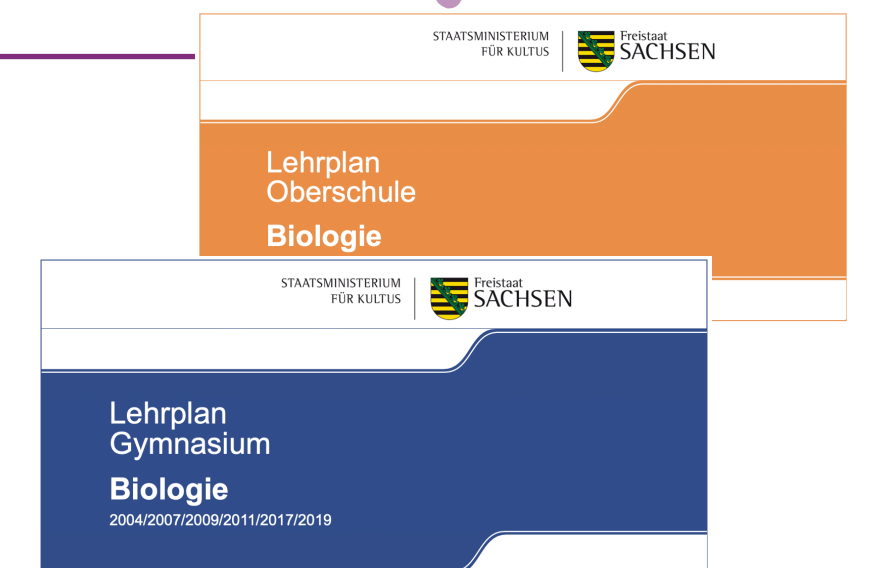 STAATSMINISTERIUM
FÜR KULTUS
Freistaat
SACHSEN
Lehrplan
Oberschule
Biologie
STAATSMINISTERIUM
FÜR KULTUS
Freistaat
SACHSEN
Lehrplan
Gymnasium
Biologie
2004/2007/2009/2011/2017/2019